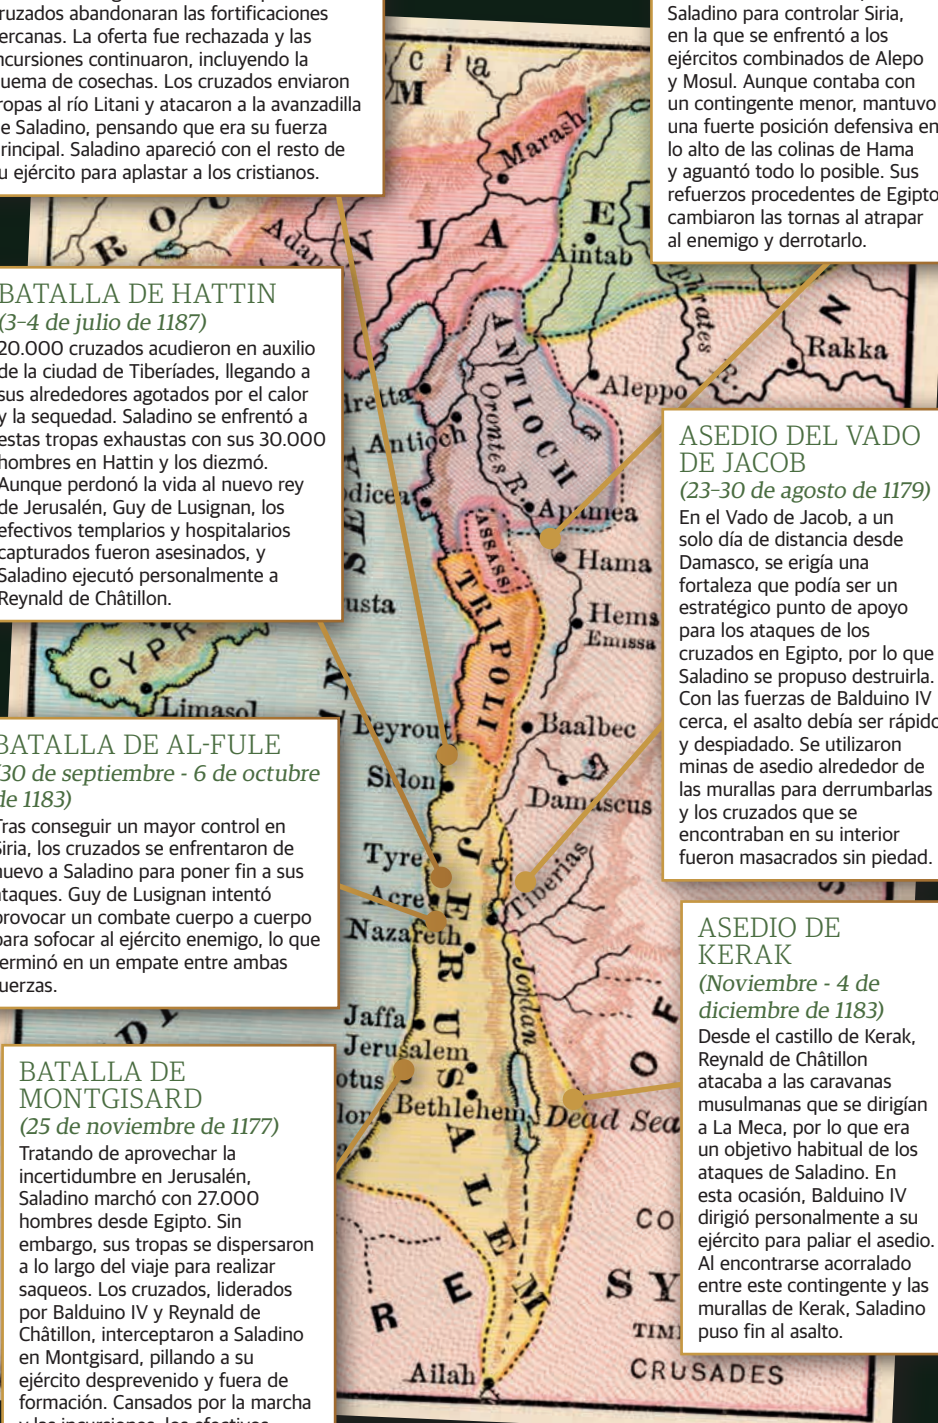 cruzados abandonaran las fortificaciones
cercanas. La oferta fue rechazada y las
incursiones continuaron, incluyendo la
quema de cosechas. Los cruzados enviaron
tropas al río Litani y atacaron a la avanzadilla
de Saladino, pensando que era su fuerza
principal. Saladino apareció con el resto de
su ejército para aplastar a los cristianos.
Saladino para controlar Siria,
en la que se enfrentó a los
ejércitos combinados de Alepo
y Mosul. Aunque contaba con
un contingente menor, mantuvo
una fuerte posición defensiva en
lo alto de las colinas de Hama
y aguantó todo lo posible. Sus
refuerzos procedentes de Egipto
cambiaron las tornas al atrapar
al enemigo y derrotarlo.
BATALLA DE HATTIN
(3-4 de julio de 1187)
20.000 cruzados acudieron en auxilio
de la ciudad de Tiberíades, llegando a
sus alrededores agotados por el calor
y la sequedad. Saladino se enfrentó a
estas tropas exhaustas con sus 30.000
hombres en Hattin y los diezmó.
Aunque perdonó la vida al nuevo rey
de Jerusalén, Guy de Lusignan, los
efectivos templarios y hospitalarios
capturados fueron asesinados, y
Saladino ejecutó personalmente a
Reynald de Châtillon.
ASEDIO DEL VADO
DE JACOB
(23-30 de agosto de 1179)
En el Vado de Jacob, a un
solo día de distancia desde
Damasco, se erigía una
fortaleza que podía ser un
estratégico punto de apoyo
para los ataques de los
cruzados en Egipto, por lo que
Saladino se propuso destruirla.
Con las fuerzas de Balduino IV
cerca, el asalto debía ser rápido
y despiadado. Se utilizaron
minas de asedio alrededor de
las murallas para derrumbarlas
y los cruzados que se
encontraban en su interior
fueron masacrados sin piedad.
BATALLA DE AL-FULE
(30 de septiembre - 6 de octubre
de 1183)
Tras conseguir un mayor control en
Siria, los cruzados se enfrentaron de
nuevo a Saladino para poner fin a sus
ataques. Guy de Lusignan intentó
provocar un combate cuerpo a cuerpo
para sofocar al ejército enemigo, lo que
terminó en un empate entre ambas
fuerzas.
ASEDIO DE
KERAK
(Noviembre - 4 de
diciembre de 1183)
Desde el castillo de Kerak,
Reynald de Châtillon
atacaba a las caravanas
musulmanas que se dirigían
a La Meca, por lo que era
un objetivo habitual de los
ataques de Saladino. En
esta ocasión, Balduino IV
dirigió personalmente a su
ejército para paliar el asedio.
Al encontrarse acorralado
entre este contingente y las
murallas de Kerak, Saladino
puso fin al asalto.
BATALLA DE
MONTGISARD
(25 de noviembre de 1177)
Tratando de aprovechar la
incertidumbre en Jerusalén,
Saladino marchó con 27.000
hombres desde Egipto. Sin
embargo, sus tropas se dispersaron
a lo largo del viaje para realizar
saqueos. Los cruzados, liderados
por Balduino IV y Reynald de
Châtillon, interceptaron a Saladino
en Montgisard, pillando a su
ejército desprevenido y fuera de
formación. Cansados por la marcha
y las incursiones, los efectivos
Marash
Aintab
Rakka
Aleppo
ANTIOCH
Antioch
Orontes R.
Apamea
ASSASS
Hama
TRIPOLI
Hems
Emissa
CYPR
Limasol
Beyrout
Baalbec
Sidon
Damascus
Tyre
Tiberias
Acre
Nazareth
JERUSALEM
Jordan
Jaffa
Jerusalem
Bethlehem
Dead Sea
SEA
OF
CO
SY
TIM
CRUSADES
Ailah